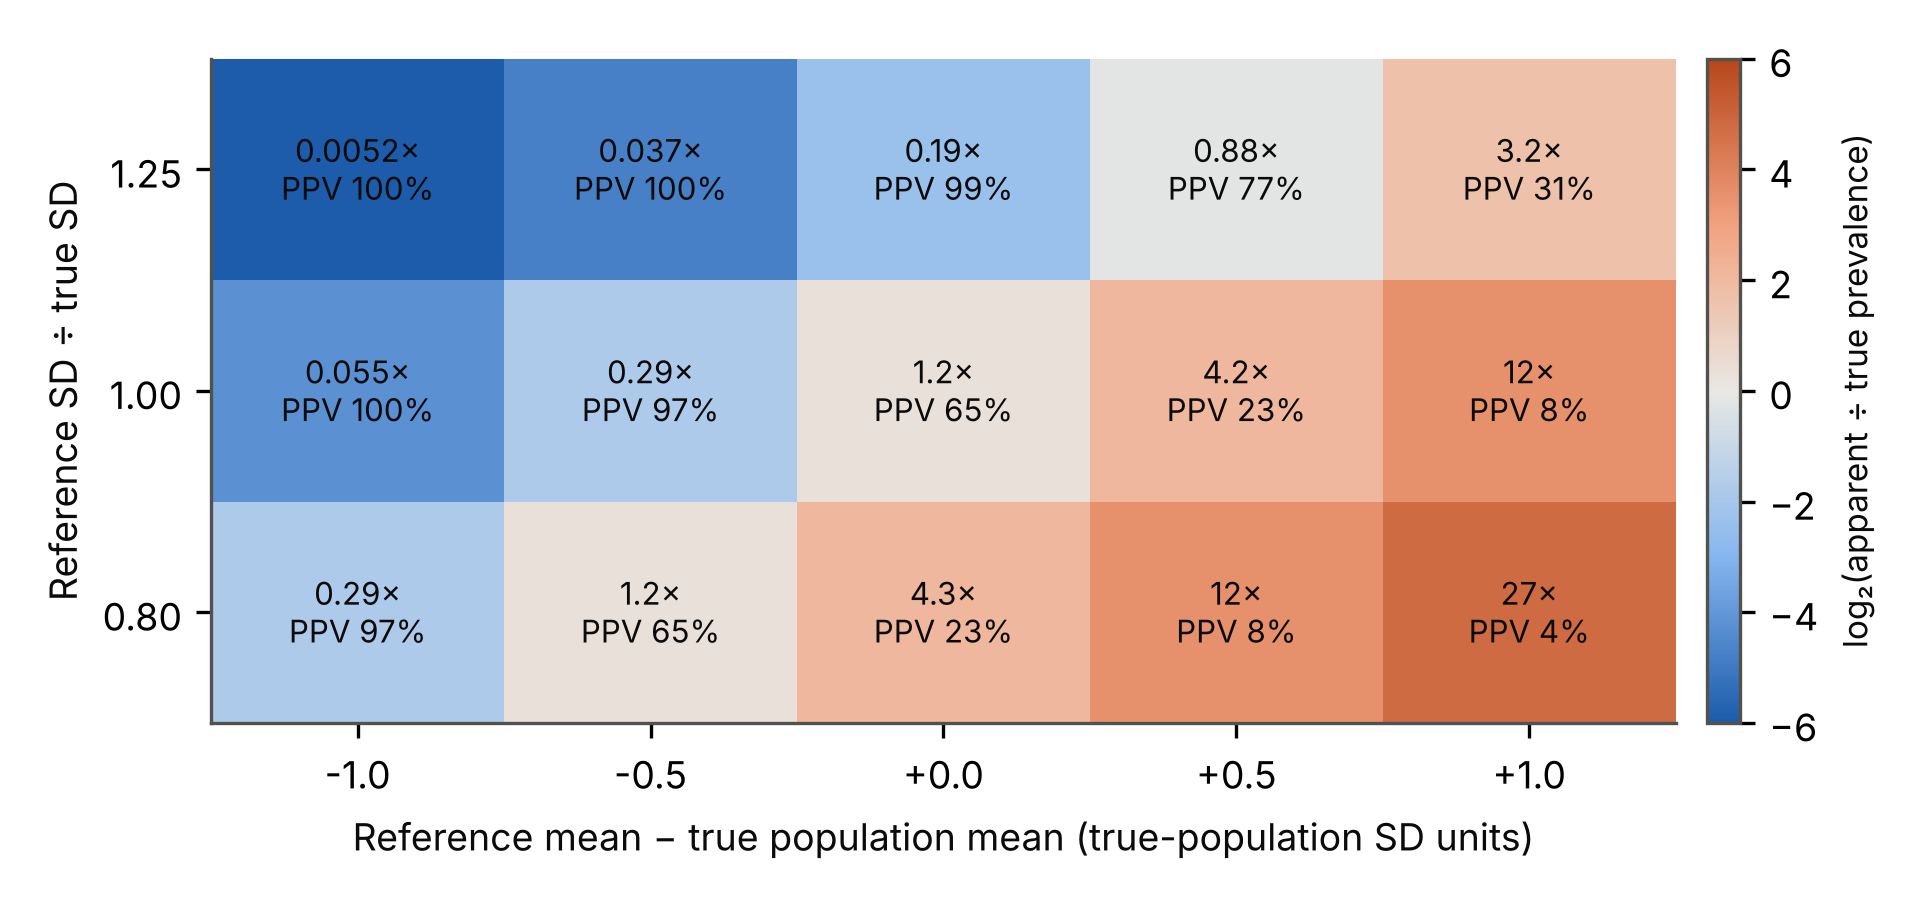 0.0052×
PPV 100%
0.037×
PPV 100%
0.19×
PPV 99%
0.88×
PPV 77%
3.2×
PPV 31%
0.055×
PPV 100%
0.29×
PPV 97%
1.2×
PPV 65%
4.2×
PPV 23%
12×
PPV 8%
0.29×
PPV 97%
1.2×
PPV 65%
4.3×
PPV 23%
12×
PPV 8%
27×
PPV 4%
1.25
1.00
0.80
Reference SD ÷ true SD
-1.0
-0.5
+0.0
+0.5
+1.0
Reference mean − true population mean (true-population SD units)
6
4
2
0
−2
−4
−6
log₂(apparent ÷ true prevalence)